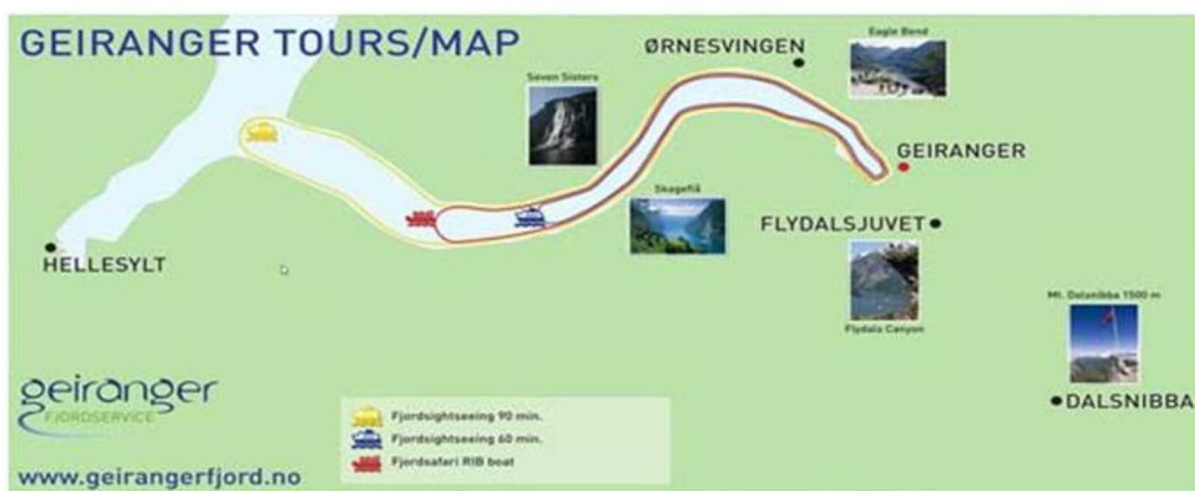 GEIRANGER TOURS/MAP
ØRNESVINGEN
Eagle Bend
Seven Sisters
GEIRANGER
Skageflå
FLYDALSJUVET
HELLESYLT
Mt. Dalsnibba 1500 m
Flydals Canyon
geiranger
FJORDSERVICE
DALSNIBBA
Fjordsightseeing 90 min.
Fjordsightseeing 60 min.
Fjordsafari RIB boat
www.geirangerfjord.no